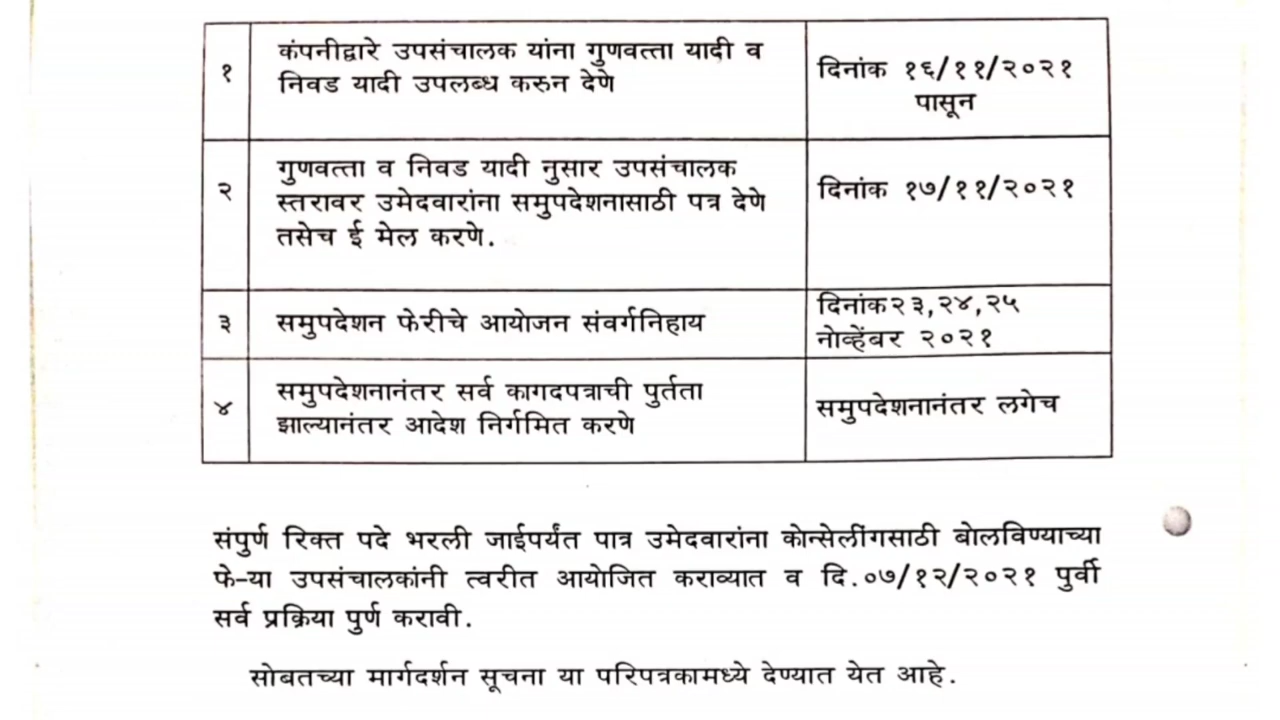 १ कंपनीद्वारे उपसंचालक यांना गुणवत्ता यादी व
निवड यादी उपलब्ध करुन देणे
दिनांक १६/११/२०२१
पासून
२ गुणवत्ता व निवड यादी नुसार उपसंचालक
स्तरावर उमेदवारांना समुपदेशनासाठी पत्र देणे
तसेच ई मेल करणे.
दिनांक १७/११/२०२१
३ समुपदेशन फेरीचे आयोजन संवर्गनिहाय
दिनांक२३,२४,२५
नोव्हेंबर २०२१
४ समुपदेशनानंतर सर्व कागदपत्राची पुर्तता
झाल्यानंतर आदेश निर्गमित करणे
समुपदेशनानंतर लगेच
संपुर्ण रिक्त पदे भरली जाईपर्यंत पात्र उमेदवारांना कोन्सेलींगसाठी बोलविण्याच्या
फे-या उपसंचालकांनी त्वरीत आयोजित कराव्यात व दि.०७/१२/२०२१ पुर्वी
सर्व प्रक्रिया पुर्ण करावी.
सोबतच्या मार्गदर्शन सूचना या परिपत्रकामध्ये देण्यात येत आहे.